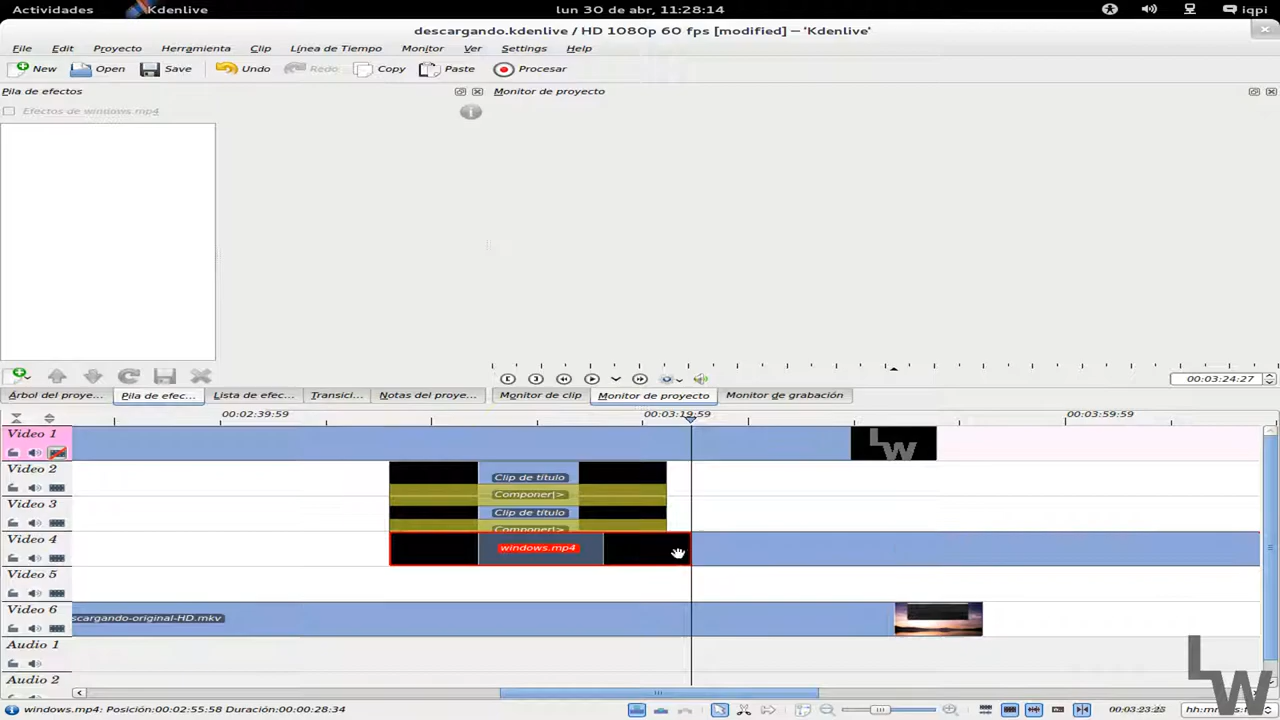 Actividades Kdenlive lun 30 de abr, 11:28:14 iqpi
descargando.kdenlive / HD 1080p 60 fps [modified] – 'Kdenlive'
File Edit Proyecto Herramienta Clip Línea de Tiempo Monitor Ver Settings Help
New Open Save Undo Redo Copy Paste Procesar
Pila de efectos Monitor de proyecto
Efectos de windows.mp4
00:03:24:27
Árbol del proye... Pila de efec... Lista de efec... Transici... Notas del proye... Monitor de clip Monitor de proyecto Monitor de grabación
00:02:39:59 00:03:19:59 00:03:59:59
Video 1
LW
Video 2
Clip de título
Componer|>
Video 3
Clip de título
Componer|>
Video 4
windows.mp4
Video 5
Video 6
scargando-original-HD.mkv
Audio 1
Audio 2
LW
windows.mp4: Posición:00:02:55:58 Duración:00:00:28:34 00:03:23:25